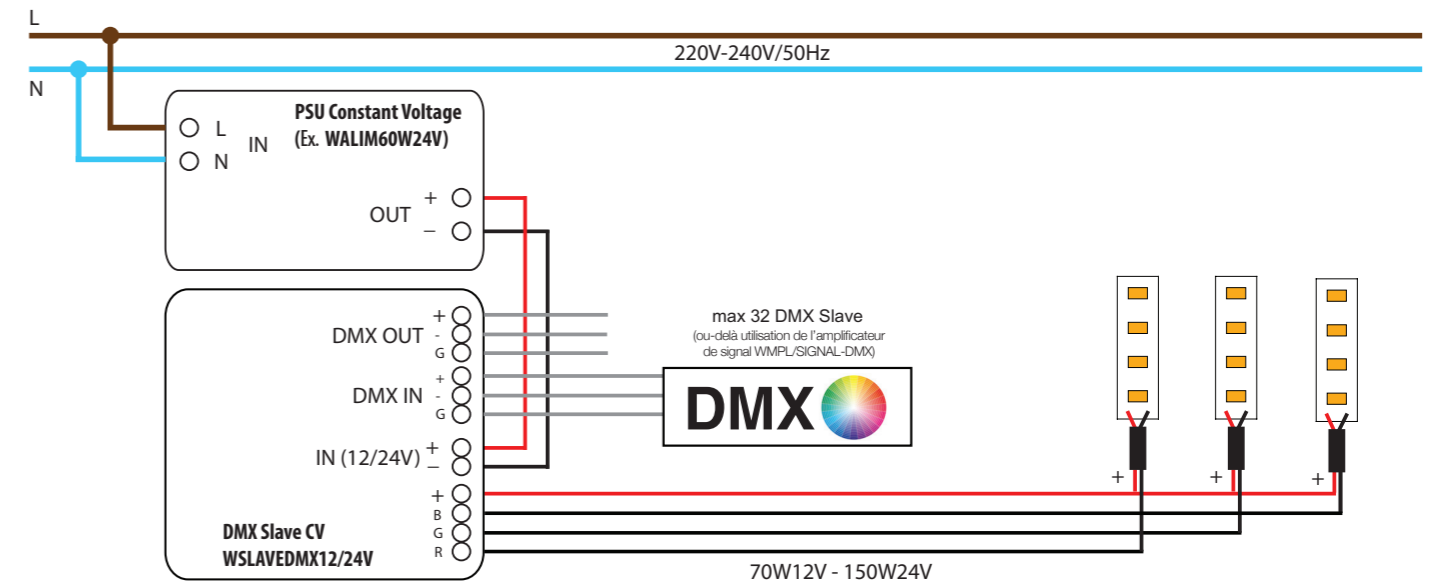 L
220V-240V/50Hz
N
PSU Constant Voltage
(Ex. WALIM60W24V)
L
IN
N
+
OUT
–
DMX OUT
+
-
G
DMX IN
+
-
G
IN (12/24V)
+
–
+
B
G
R
DMX Slave CV
WSLAVEDMX12/24V
max 32 DMX Slave
(ou-delà utilisation de l'amplificateur
de signal WMPL/SIGNAL-DMX)
DMX
+
+
+
70W12V - 150W24V